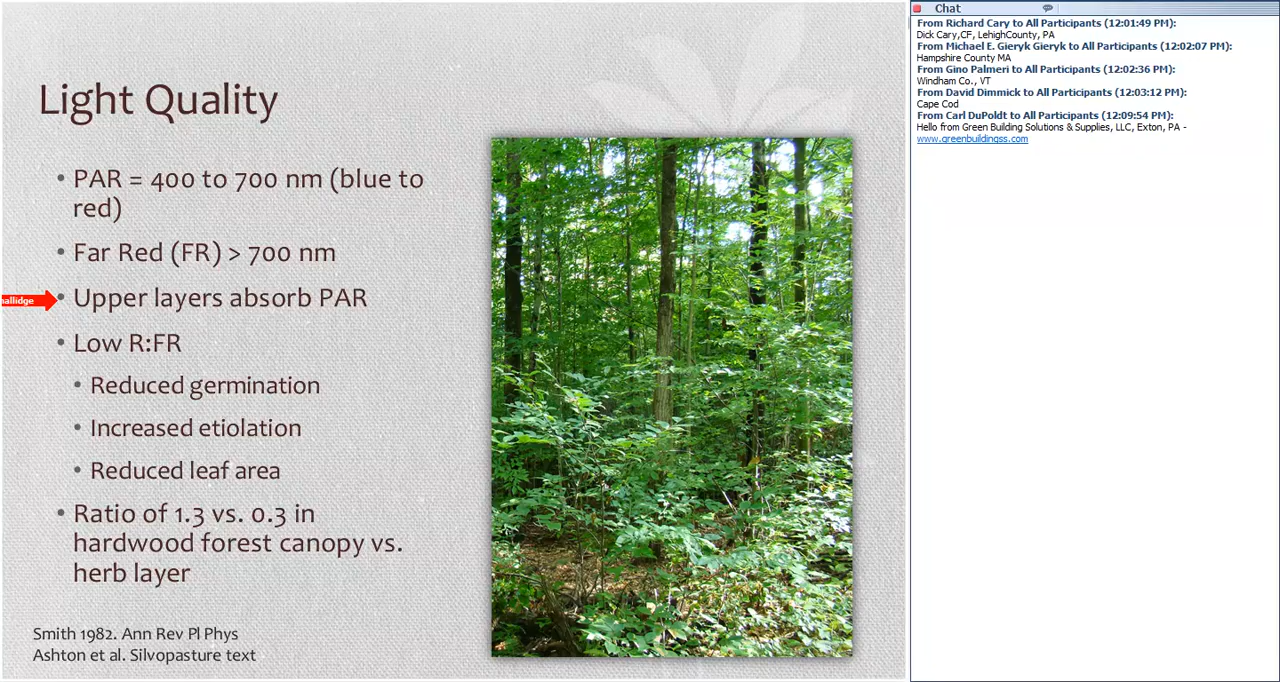 Light Quality
PAR = 400 to 700 nm (blue to
red)
Far Red (FR) > 700 nm
Upper layers absorb PAR
Low R:FR
Reduced germination
Increased etiolation
Reduced leaf area
Ratio of 1.3 vs. 0.3 in
hardwood forest canopy vs.
herb layer
Smith 1982. Ann Rev Pl Phys
Ashton et al. Silvopasture text
Chat
From Richard Cary to All Participants (12:01:49 PM):
Dick Cary,CF, LehighCounty, PA
From Michael E. Gieryk Gieryk to All Participants (12:02:07 PM):
Hampshire County MA
From Gino Palmeri to All Participants (12:02:36 PM):
Windham Co., VT
From David Dimmick to All Participants (12:03:12 PM):
Cape Cod
From Carl DuPoldt to All Participants (12:09:54 PM):
Hello from Green Building Solutions & Supplies, LLC, Exton, PA -
www.greenbuildingss.com